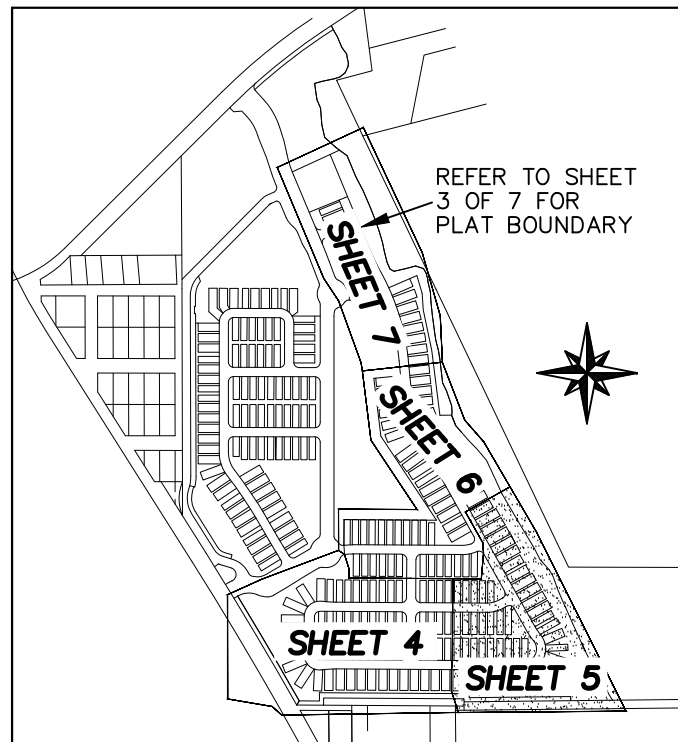 REFER TO SHEET
3 OF 7 FOR
PLAT BOUNDARY
SHEET 7
SHEET 6
SHEET 4
SHEET 5